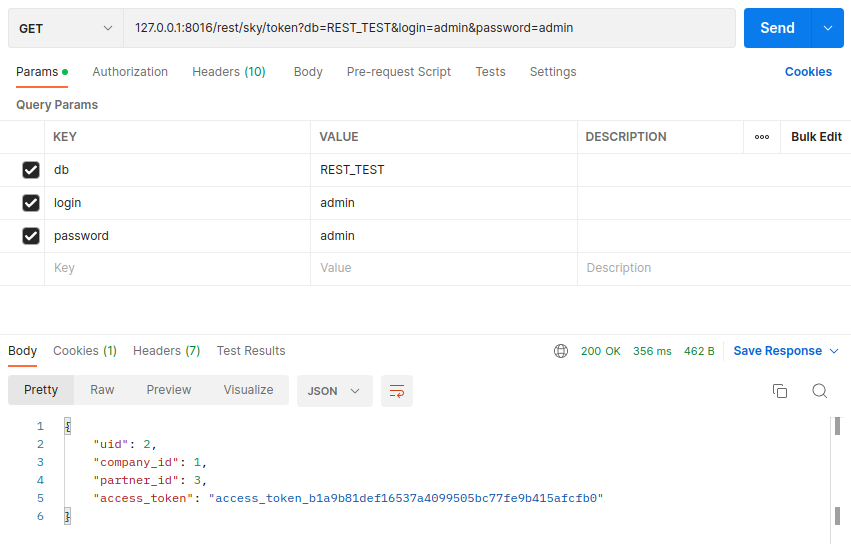 GET 127.0.0.1:8016/rest/sky/token?db=REST_TEST&login=admin&password=admin Send
Params Authorization Headers (10) Body Pre-request Script Tests Settings Cookies
Query Params
KEY VALUE DESCRIPTION ooo Bulk Edit
db REST_TEST
login admin
password admin
Key Value Description
Body Cookies (1) Headers (7) Test Results 200 OK 356 ms 462 B Save Response
Pretty Raw Preview Visualize JSON
1 {
2 "uid": 2,
3 "company_id": 1,
4 "partner_id": 3,
5 "access_token": "access_token_b1a9b81def16537a4099505bc77fe9b415afcfb0"
6 }